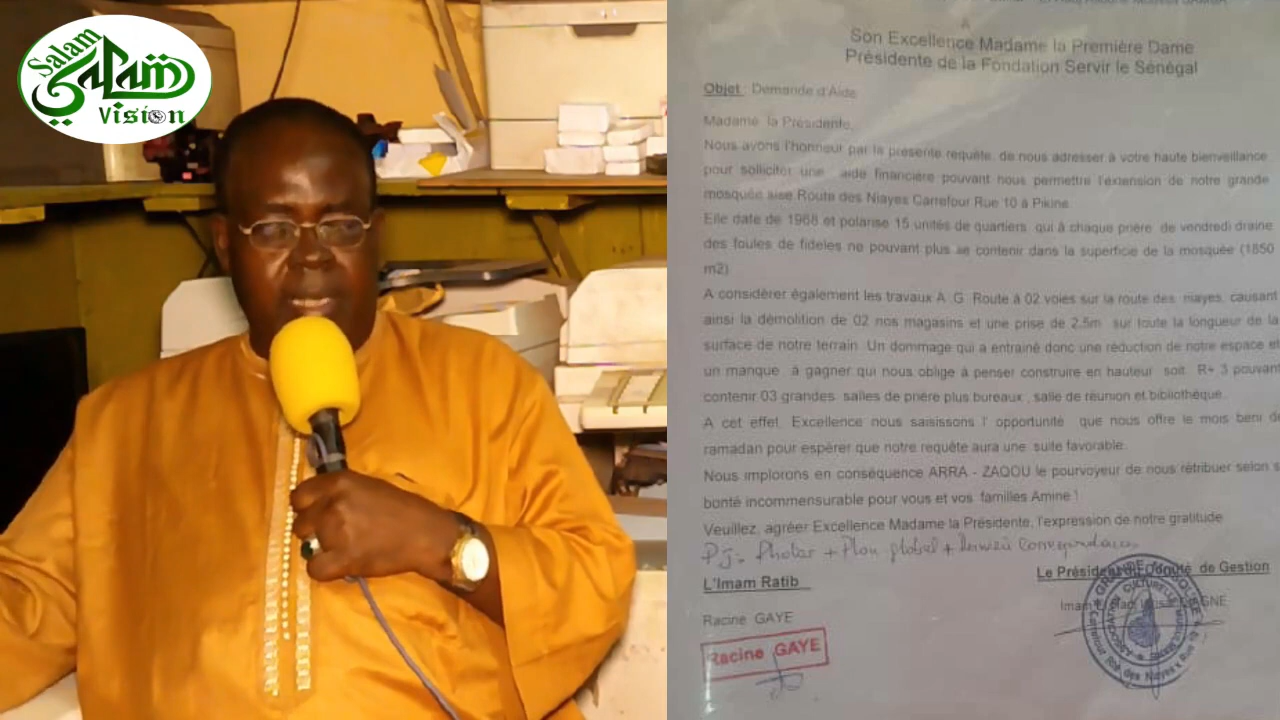 Salam
Salam
Vision
A
Son Excellence Madame la Première Dame
Présidente de la Fondation Servir le Sénégal
Objet : Demande d'Aide
Madame la Présidente,
Nous avons l'honneur par la présente requête, de nous adresser à votre haute bienveillance
pour solliciter une aide financière pouvant nous permettre l'extension de notre grande
mosquée sise Route des Niayes Carrefour Rue 10 à Pikine.
Elle date de 1968 et polarise 15 unités de quartiers qui à chaque prière de vendredi draine
des foules de fideles ne pouvant plus se contenir dans la superficie de la mosquée (1850
m2)
A considérer également les travaux A .G Route à 02 voies sur la route des niayes, causant
ainsi la démolition de 02 nos magasins et une prise de 2.5m sur toute la longueur de la
surface de notre terrain. Un dommage qui a entrainé donc une réduction de notre espace et
un manque à gagner qui nous oblige à penser construire en hauteur soit R+ 3 pouvant
contenir 03 grandes salles de prière plus bureaux , salle de réunion et bibliothèque.
A cet effet, Excellence nous saisissons l' opportunité que nous offre le mois beni de
ramadan pour espérer que notre requête aura une suite favorable.
Nous implorons en conséquence ARRA - ZAQOU le pourvoyeur de nous rétribuer selon s
bonté incommensurable pour vous et vos familles Amine !
Veuillez, agréer Excellence Madame la Présidente, l'expression de notre gratitude
PJ= Photos + Plan global +
L'Imam Ratib
Le Président du Comité de Gestion
Racine GAYE
Imam
Racine GAYE